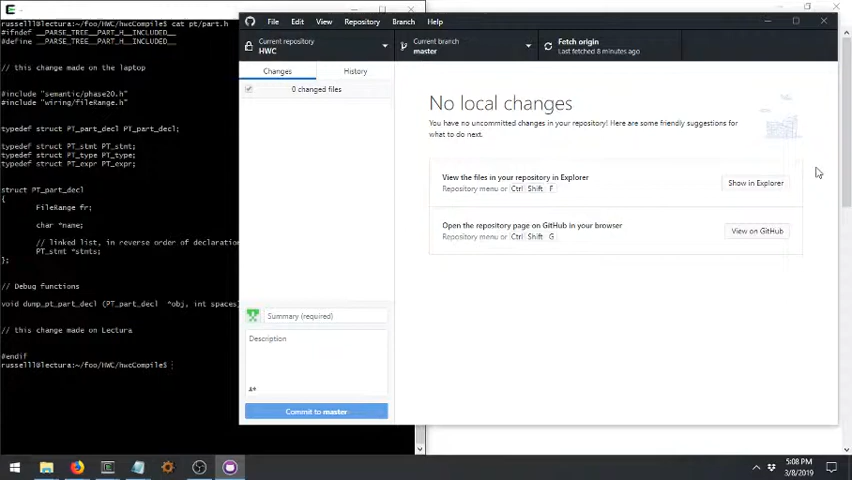 russelll@lectura:~/foo/HWC/hwcCompile$ cat pt/part.h
#ifndef __PARSE_TREE__PART_H__INCLUDED__
#define __PARSE_TREE__PART_H__INCLUDED__
// this change made on the laptop
#include "semantic/phase20.h"
#include "wiring/fileRange.h"
typedef struct PT_part_decl PT_part_decl;
typedef struct PT_stmt PT_stmt;
typedef struct PT_type PT_type;
typedef struct PT_expr PT_expr;
struct PT_part_decl
{
FileRange fr;
char *name;
// linked list, in reverse order of declaratio
PT_stmt *stmts;
};
// Debug functions
void dump_pt_part_decl (PT_part_decl *obj, int spaces)
// this change made on Lectura
#endif
russelll@lectura:~/foo/HWC/hwcCompile$
File Edit View Repository Branch Help
Current repository
HWC
Current branch
master
Fetch origin
Last fetched 8 minutes ago
Changes
History
0 changed files
No local changes
You have no uncommitted changes in your repository! Here are some friendly suggestions for
what to do next.
View the files in your repository in Explorer
Repository menu or Ctrl Shift F
Show in Explorer
Open the repository page on GitHub in your browser
Repository menu or Ctrl Shift G
View on GitHub
Summary (required)
Description
Commit to master
5:08 PM
3/8/2019